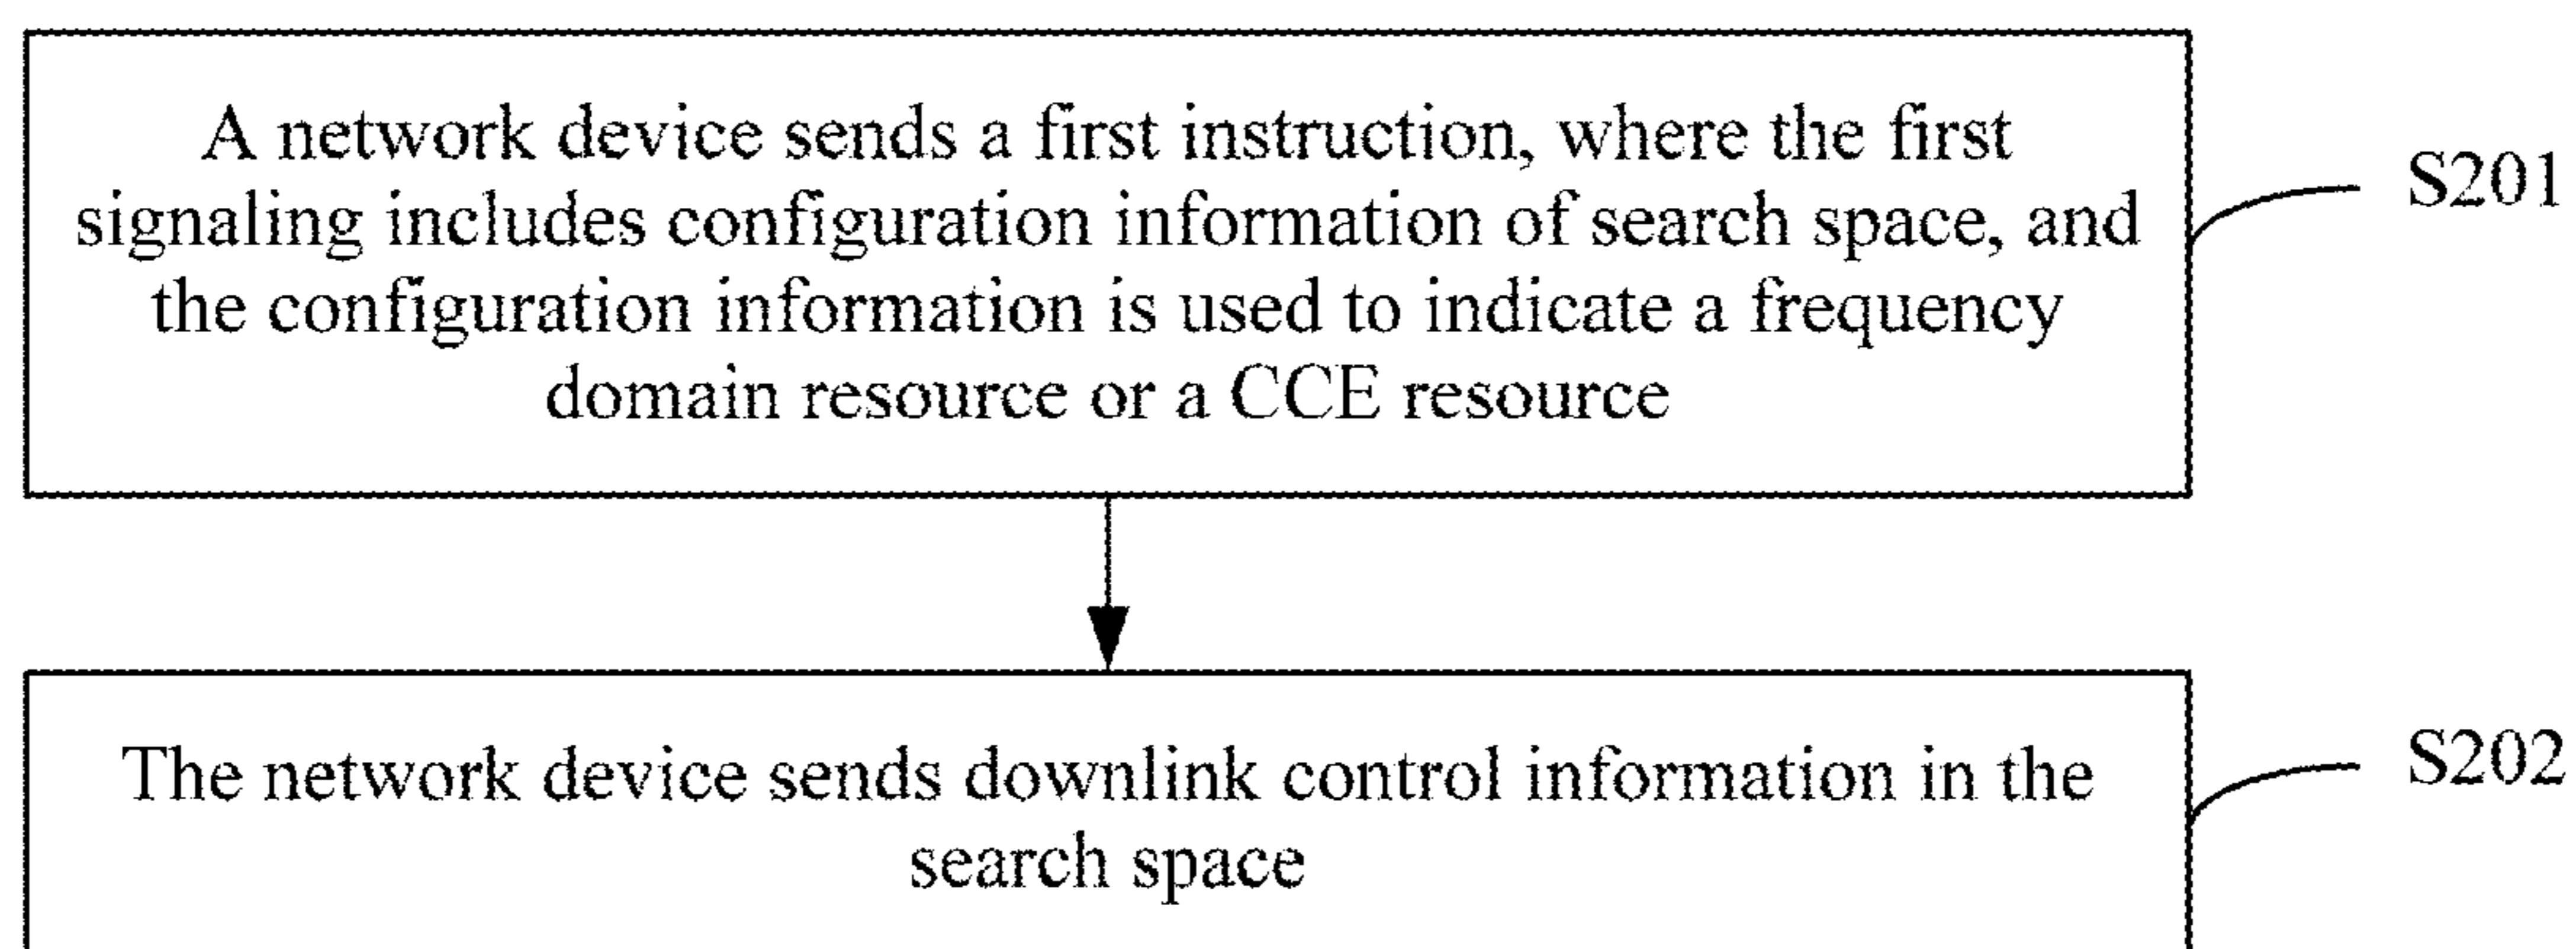 A network device sends a first instruction, where the first
signaling includes configuration information of search space, and
the configuration information is used to indicate a frequency
domain resource or a CCE resource
S201
The network device sends downlink control information in the
search space
S202